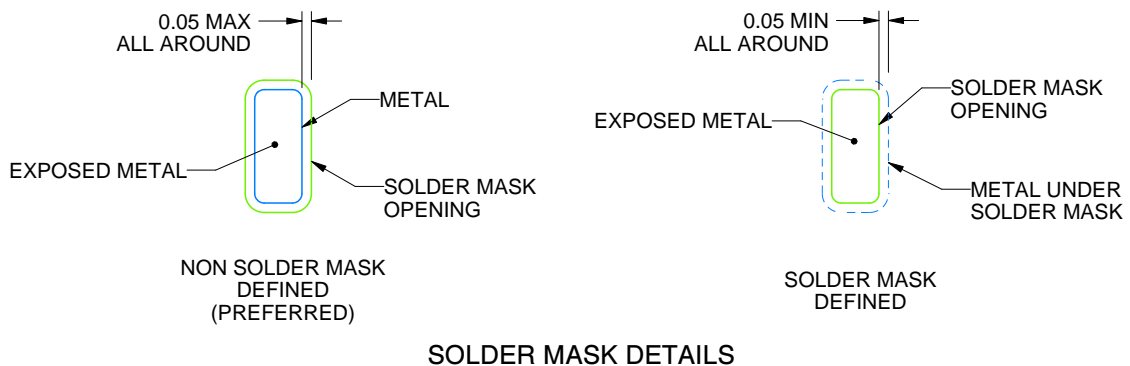 0.05 MAX
ALL AROUND
METAL
EXPOSED METAL
SOLDER MASK
OPENING
NON SOLDER MASK
DEFINED
(PREFERRED)
0.05 MIN
ALL AROUND
SOLDER MASK
OPENING
EXPOSED METAL
METAL UNDER
SOLDER MASK
SOLDER MASK
DEFINED
SOLDER MASK DETAILS